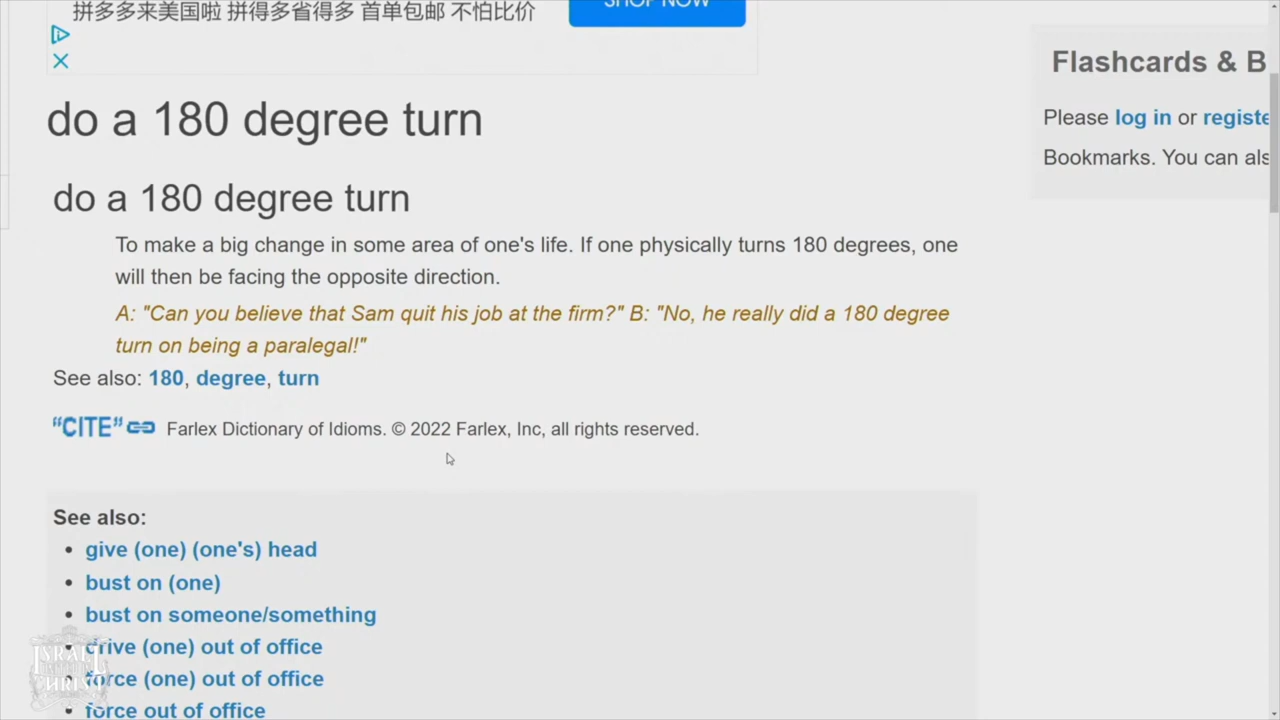 拼多多来美国啦 拼得多省得多 首单包邮 不怕比价
SHOP NOW
Flashcards & B
do a 180 degree turn
Please log in or registe
Bookmarks. You can als
do a 180 degree turn
To make a big change in some area of one's life. If one physically turns 180 degrees, one
will then be facing the opposite direction.
A: "Can you believe that Sam quit his job at the firm?" B: "No, he really did a 180 degree
turn on being a paralegal!"
See also: 180, degree, turn
“CITE” Farlex Dictionary of Idioms. © 2022 Farlex, Inc, all rights reserved.
See also:
• give (one) (one's) head
• bust on (one)
• bust on someone/something
• drive (one) out of office
• force (one) out of office
• force out of office
ISRAEL
UNITED IN
CHRIST